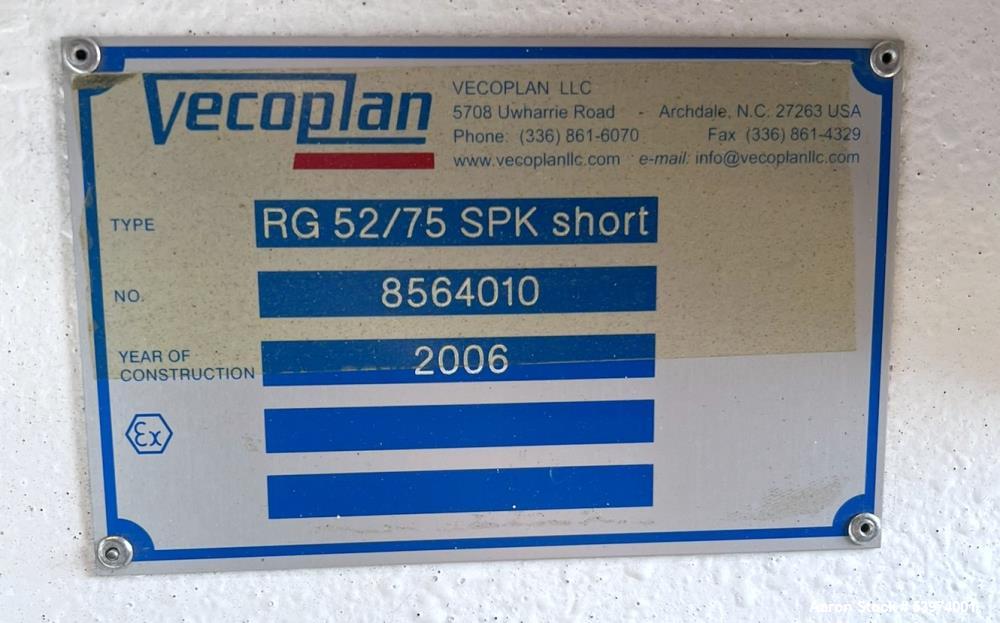 Vecoplan
VECOPLAN LLC
5708 Uwharrie Road - Archdale, N.C. 27263 USA
Phone: (336) 861-6070 Fax (336) 861-4329
www.vecoplanllc.com e-mail: info@vecoplanllc.com
TYPE RG 52/75 SPK short
NO. 8564010
YEAR OF
CONSTRUCTION 2006
Ex
Aaron Stock # 63974001